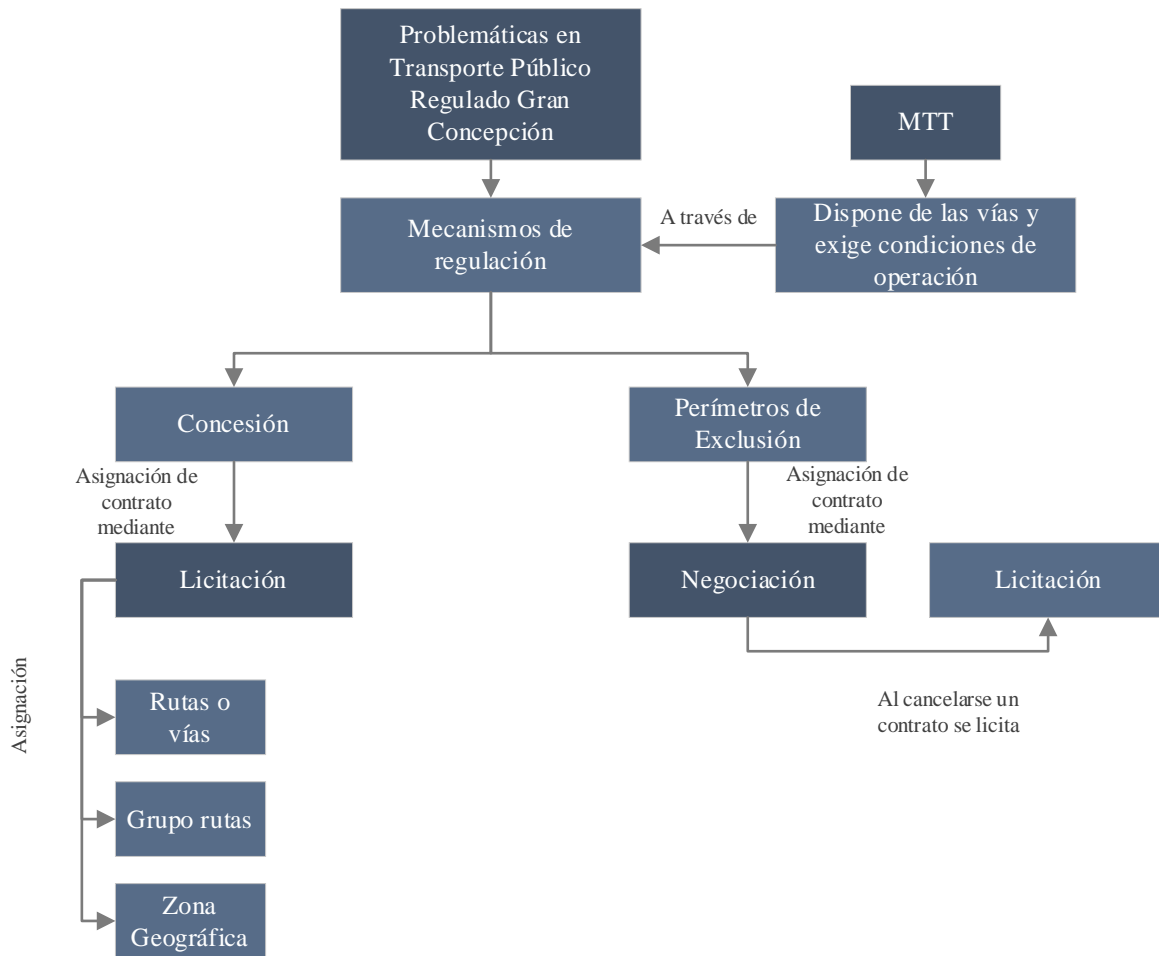 Problemáticas en
Transporte Público
Regulado Gran
Concepción
MTT
Mecanismos de
regulación
A través de
Dispone de las vías y
exige condiciones de
operación
Concesión
Perímetros de
Exclusión
Asignación de
contrato
mediante
Asignación de
contrato
mediante
Licitación
Negociación
Licitación
Asignación
Rutas o
vías
Al cancelarse un
contrato se licita
Grupo rutas
Zona
Geográfica